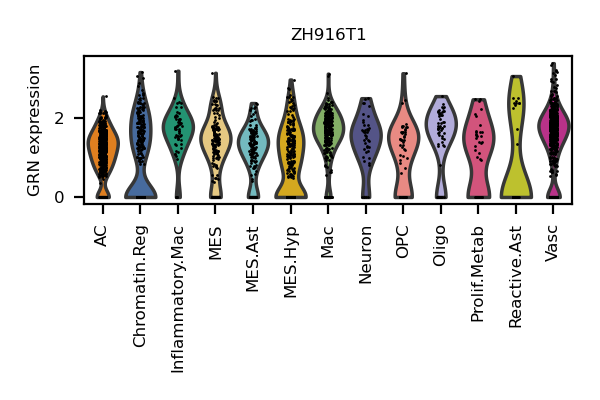 ZH916T1
GRN expression
2
0
AC
Chromatin.Reg
Inflammatory.Mac
MES
MES.Ast
MES.Hyp
Mac
Neuron
OPC
Oligo
Prolif.Metab
Reactive.Ast
Vasc